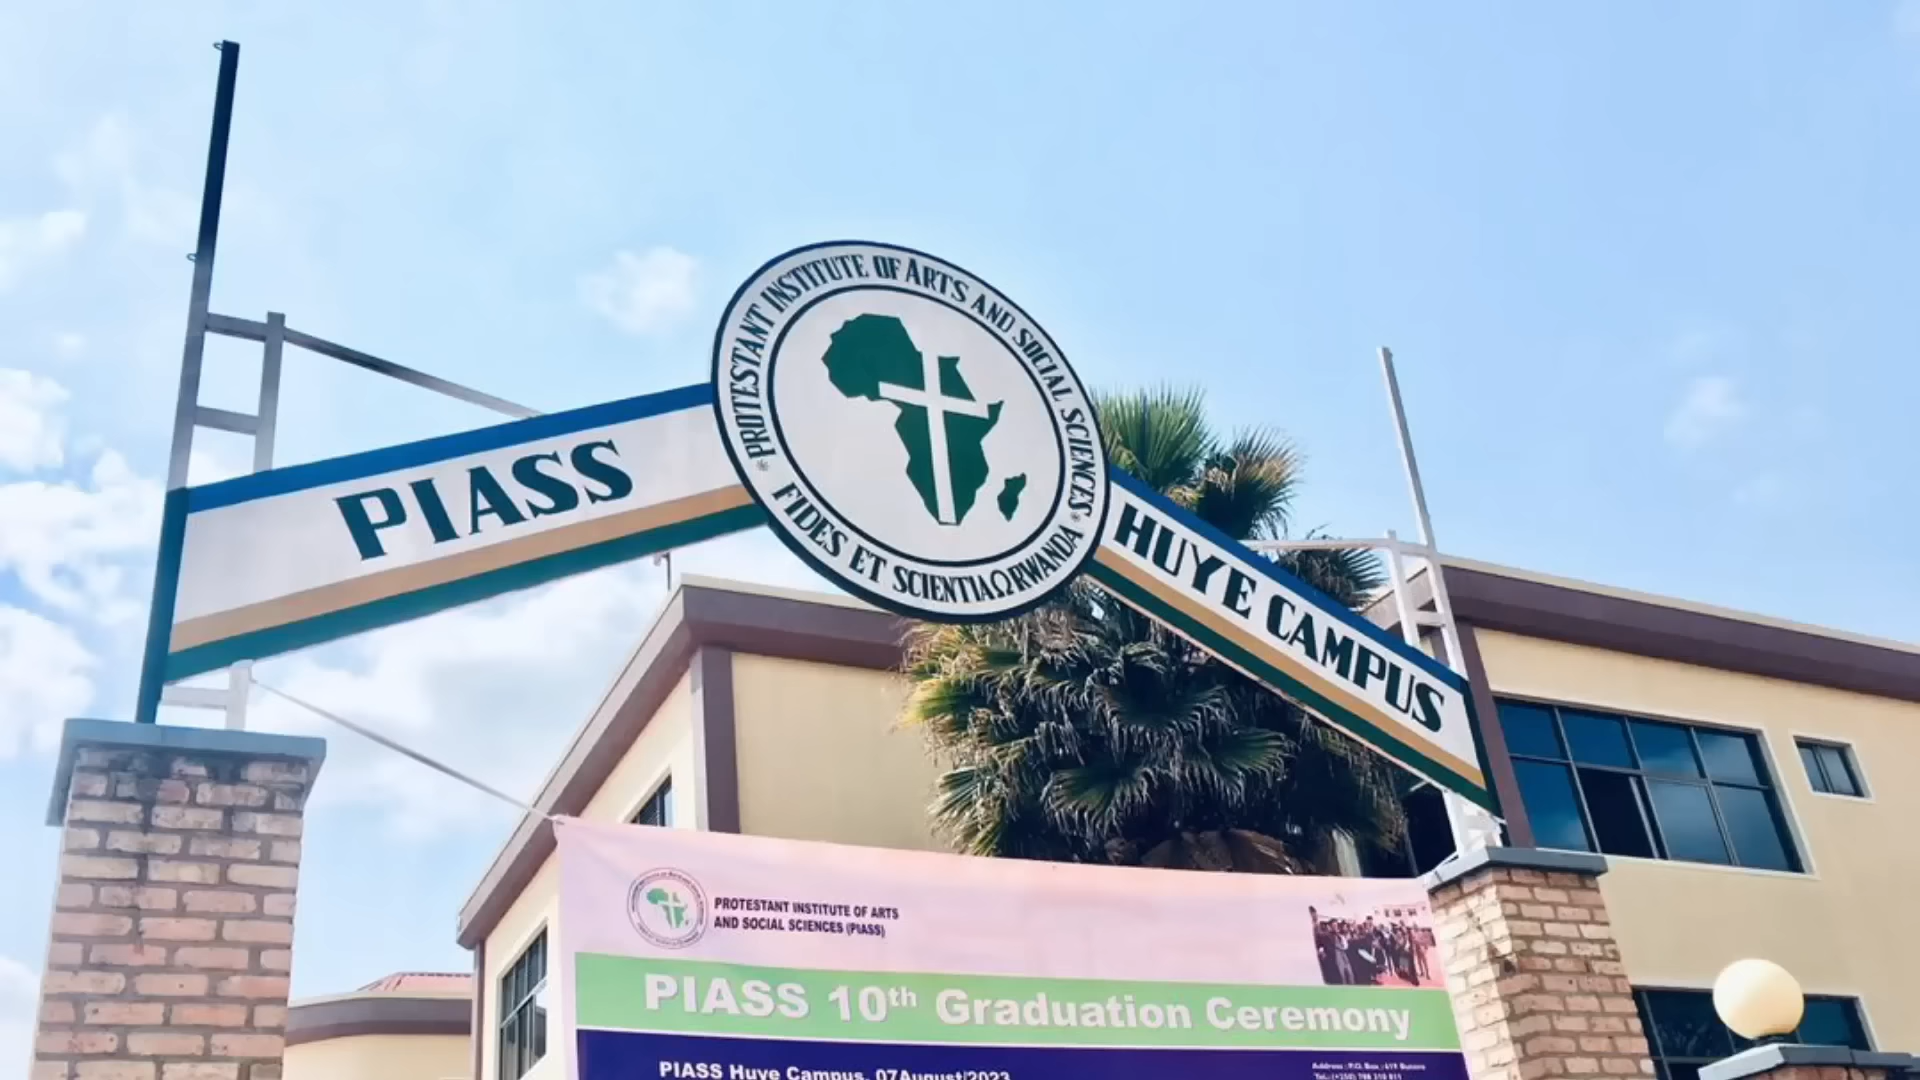 PIASS
*PROTESTANT INSTITUTE OF ARTS AND SOCIAL SCIENCES*
FIDES ET SCIENTIA Ω RWANDA
HUYE CAMPUS
PROTESTANT INSTITUTE OF ARTS
AND SOCIAL SCIENCES (PIASS)
PIASS 10th Graduation Ceremony
PIASS Huye Campus, 07August/2023